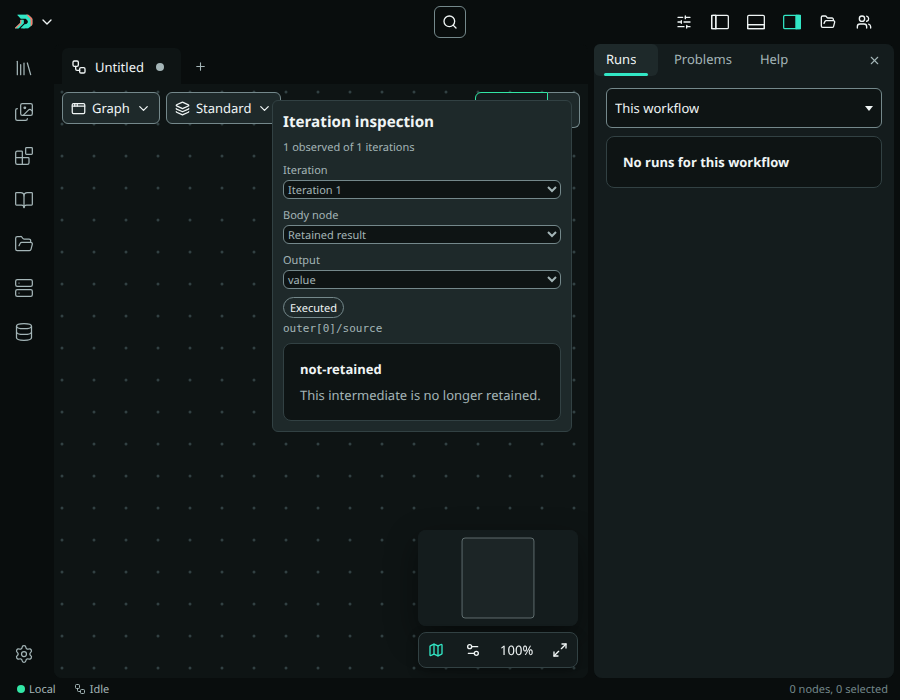 Untitled
Runs
Problems
Help
Graph
Standard
This workflow
No runs for this workflow
Iteration inspection
1 observed of 1 iterations
Iteration
Iteration 1
Body node
Retained result
Output
value
Executed
outer[0]/source
not-retained
This intermediate is no longer retained.
100%
Local
Idle
0 nodes, 0 selected